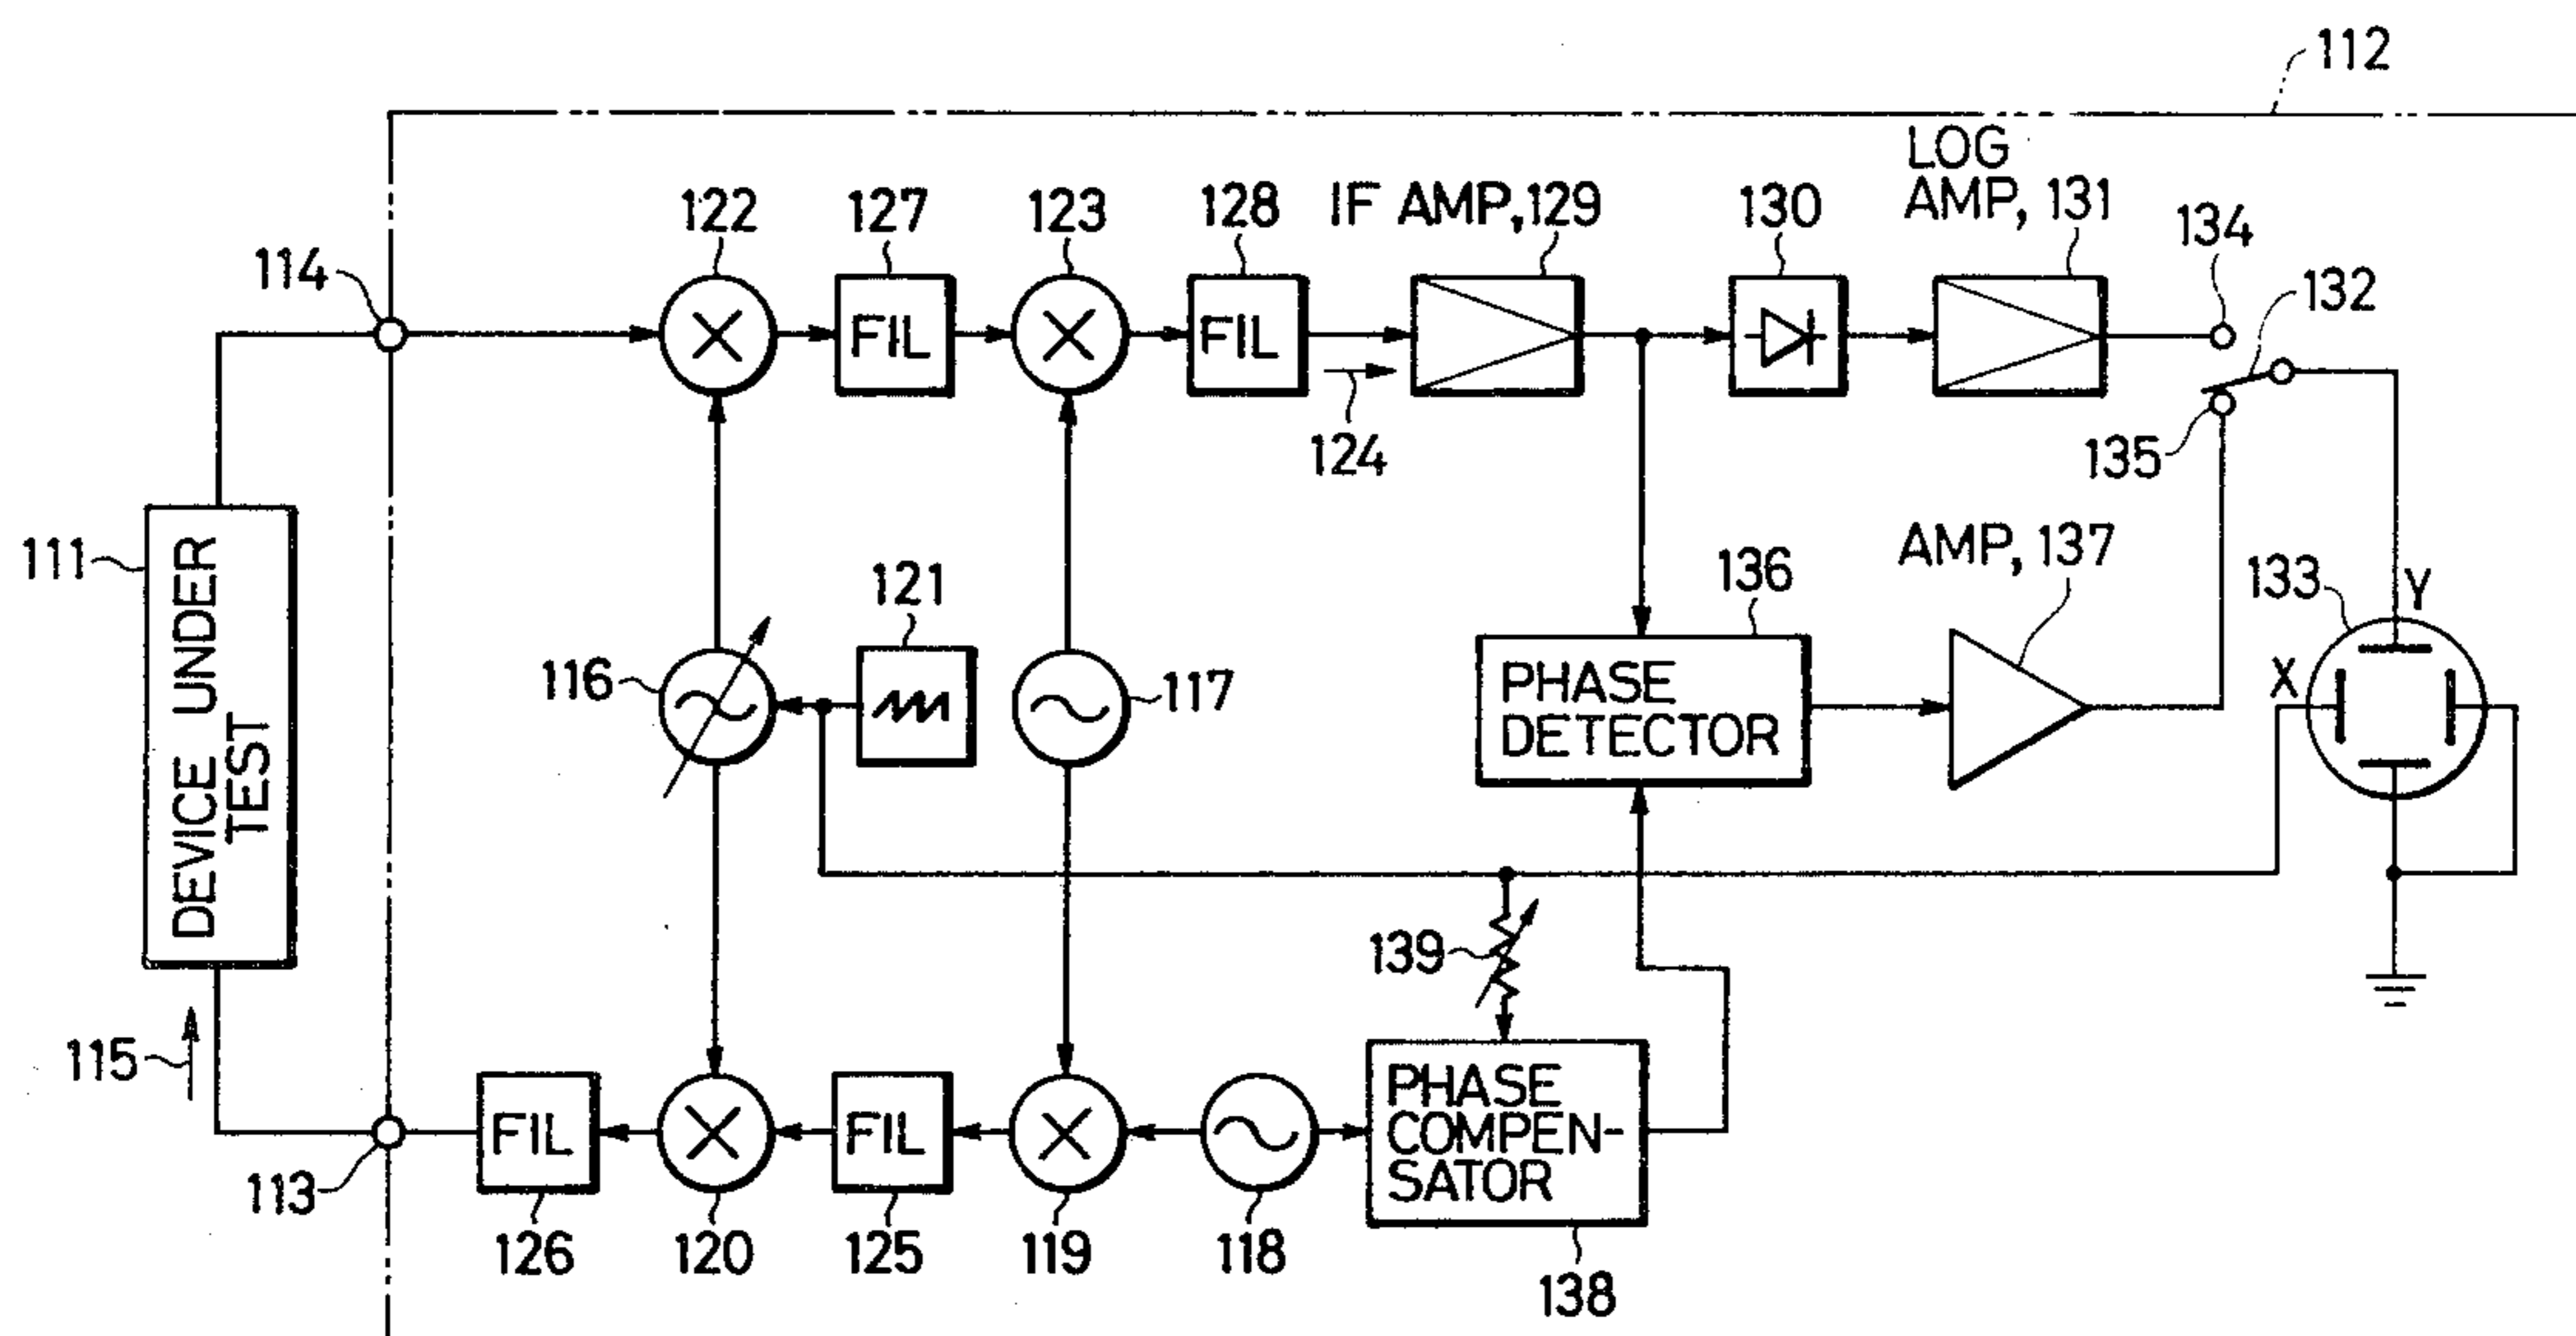 112
LOG
122
127
123
128
IF AMP, 129
130
AMP, 131
134
114
132
FIL
FIL
124
135
111
DEVICE UNDER
TEST
121
136
AMP, 137
133
Y
116
117
PHASE
DETECTOR
X
139
115
PHASE
COMPEN-
SATOR
FIL
FIL
113
126
120
125
119
118
138